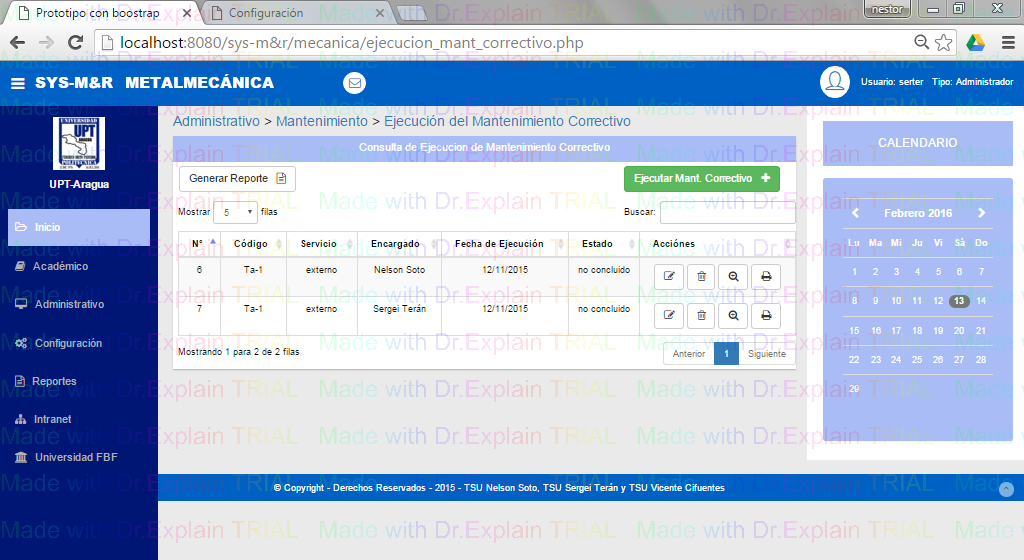 Prototipo con boostrap
Configuración
nestor
localhost:8080/sys-m&r/mecanica/ejecucion_mant_correctivo.php
SYS-M&R METALMECÁNICA
Usuario: serter Tipo: Administrador
UNIVERSIDAD
UPT
ARAGUA
POLITECNICA
UPT-Aragua
Inicio
Académico
Administrativo
Configuración
Reportes
Intranet
Universidad FBF
Administrativo > Mantenimiento > Ejecución del Mantenimiento Correctivo
Consulta de Ejecucion de Mantenimiento Correctivo
Generar Reporte
Ejecutar Mant. Correctivo
Mostrar 5 filas
Buscar:
N° Código Servicio Encargado Fecha de Ejecución Estado Acciónes
6 Ta-1 externo Nelson Soto 12/11/2015 no concluido
7 Ta-1 externo Sergei Terán 12/11/2015 no concluido
Mostrando 1 para 2 de 2 filas
Anterior 1 Siguiente
CALENDARIO
Febrero 2016
Lu Ma Mi Ju Vi Sá Do
1 2 3 4 5 6 7
8 9 10 11 12 13 14
15 16 17 18 19 20 21
22 23 24 25 26 27 28
29
© Copyright - Derechos Reservados - 2015 - TSU Nelson Soto, TSU Sergei Terán y TSU Vicente Cifuentes
Made with Dr.Explain TRIAL